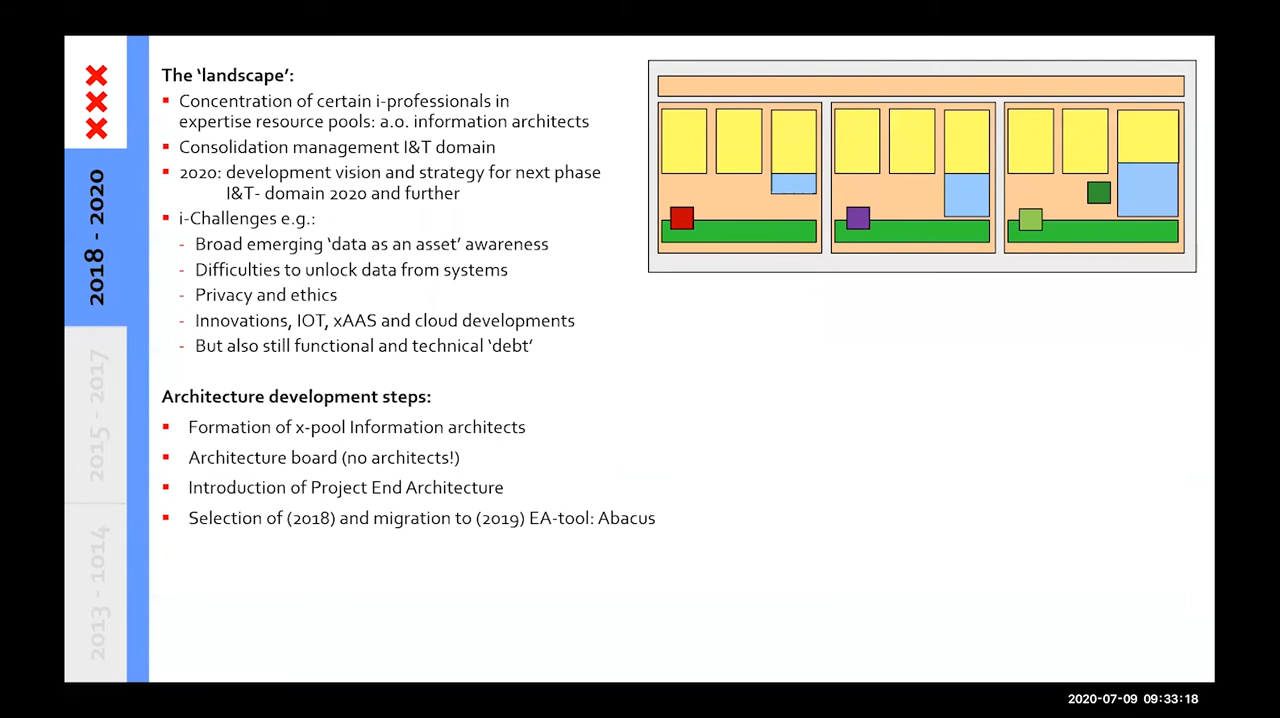 The ‘landscape’:
▪ Concentration of certain i-professionals in
expertise resource pools: a.o. information architects
▪ Consolidation management I&T domain
▪ 2020: development vision and strategy for next phase
I&T- domain 2020 and further
▪ i-Challenges e.g.:
- Broad emerging ‘data as an asset’ awareness
- Difficulties to unlock data from systems
- Privacy and ethics
- Innovations, IOT, xAAS and cloud developments
- But also still functional and technical ‘debt’
Architecture development steps:
▪ Formation of x-pool Information architects
▪ Architecture board (no architects!)
▪ Introduction of Project End Architecture
▪ Selection of (2018) and migration to (2019) EA-tool: Abacus
2018 - 2020
2015 - 2017
2013 - 1014
2020-07-09 09:33:18